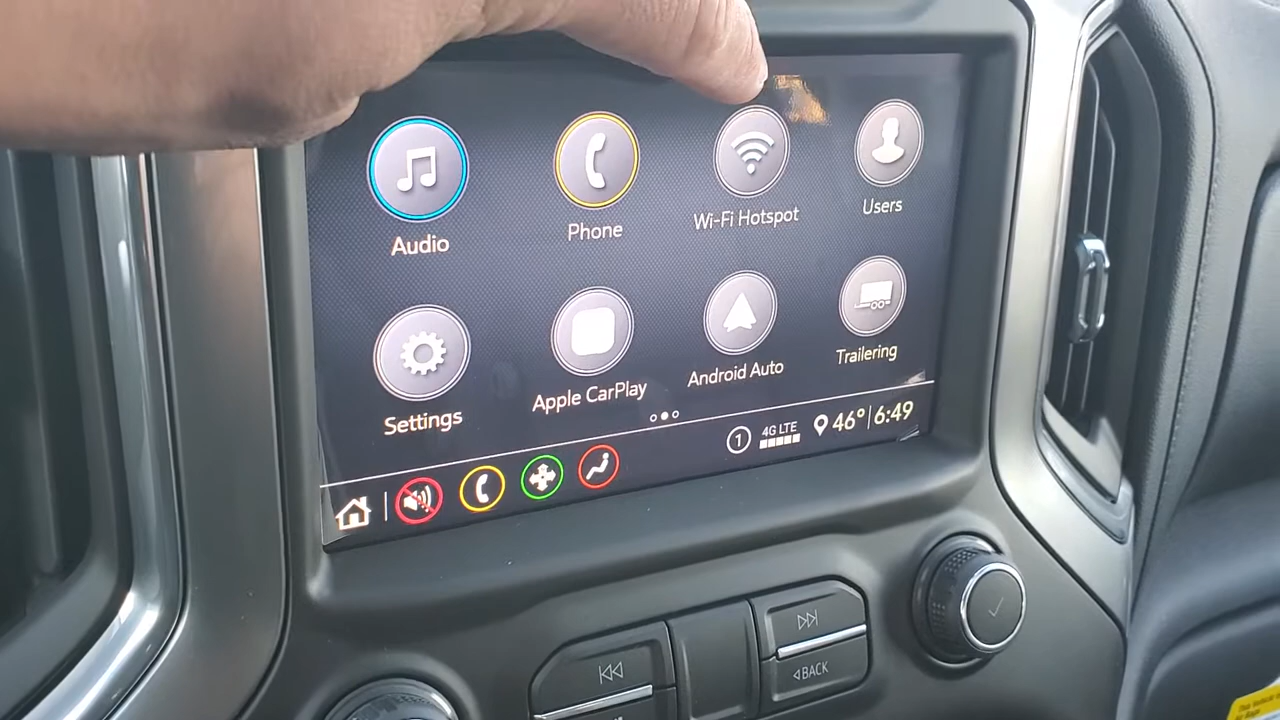 Audio
Phone
Wi-Fi Hotspot
Users
Settings
Apple CarPlay
Android Auto
Trailering
1
4G LTE
46°
6:49
BACK